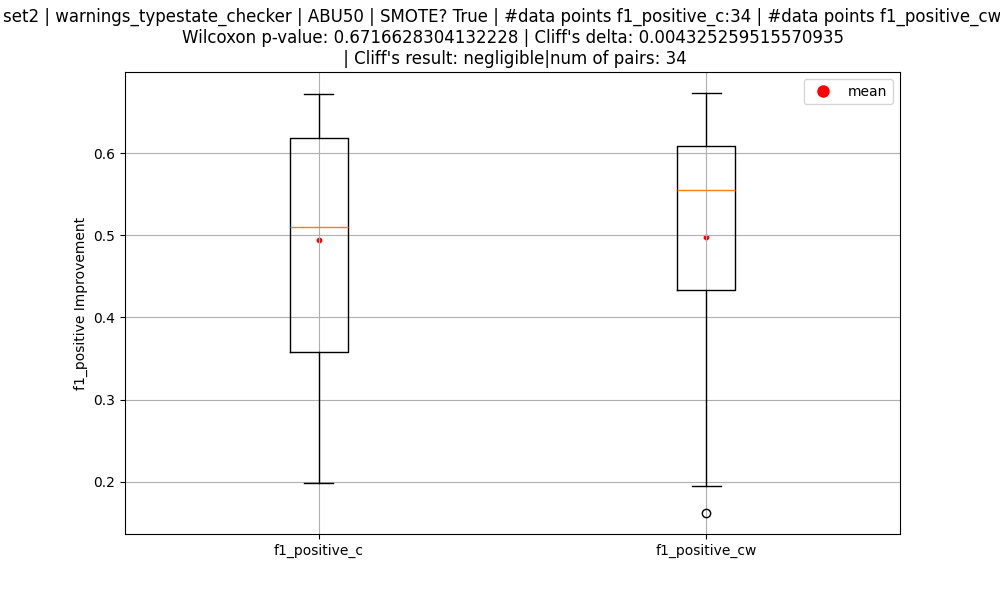 set2 | warnings_typestate_checker | ABU50 | SMOTE? True | #data points f1_positive_c:34 | #data points f1_positive_cw
Wilcoxon p-value: 0.6716628304132228 | Cliff's delta: 0.004325259515570935
| Cliff's result: negligible|num of pairs: 34
mean
0.6
0.5
0.4
0.3
0.2
f1_positive Improvement
f1_positive_c
f1_positive_cw